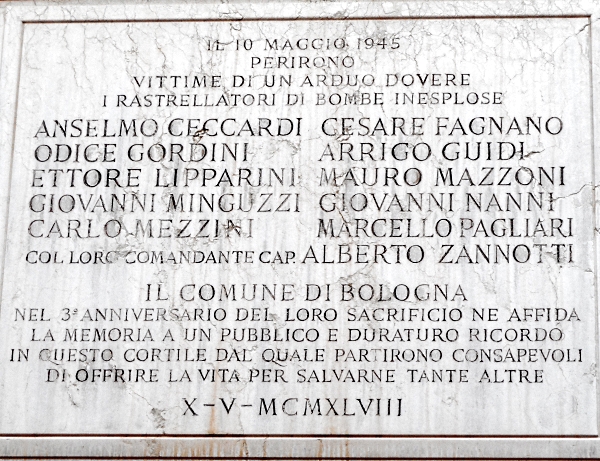 IL 10 MAGGIO 1945
PERIRONO
VITTIME DI UN ARDUO DOVERE
I RASTRELLATORI DI BOMBE INESPLOSE
ANSELMO CECCARDI CESARE FAGNANO
ODICE GORDINI ARRIGO GUIDI
ETTORE LIPPARINI MAURO MAZZONI
GIOVANNI MINGUZZI GIOVANNI NANNI
CARLO MEZZINI MARCELLO PAGLIARI
COL LORO COMANDANTE CAP. ALBERTO ZANNOTTI
IL COMUNE DI BOLOGNA
NEL 3º ANNIVERSARIO DEL LORO SACRIFICIO NE AFFIDA
LA MEMORIA A UN PUBBLICO E DURATURO RICORDO
IN QUESTO CORTILE DAL QUALE PARTIRONO CONSAPEVOLI
DI OFFRIRE LA VITA PER SALVARNE TANTE ALTRE
X-V-MCMXLVIII